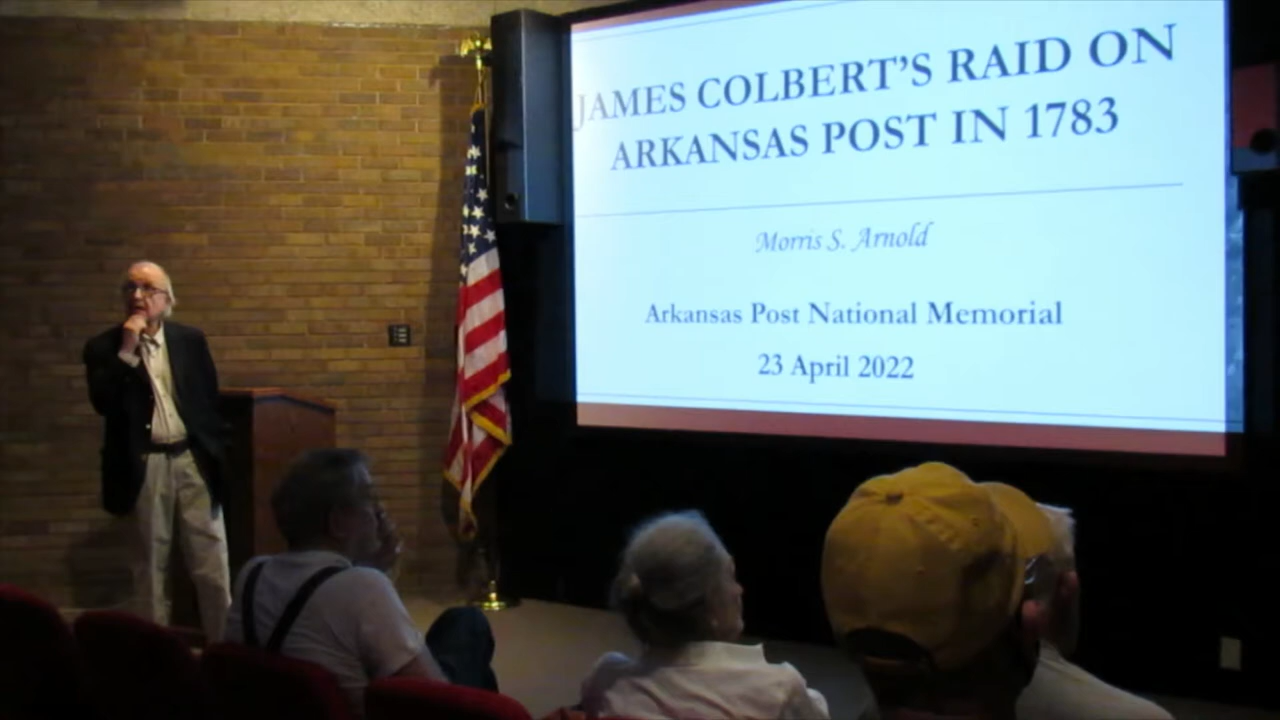 JAMES COLBERT'S RAID ON
ARKANSAS POST IN 1783
Morris S. Arnold
Arkansas Post National Memorial
23 April 2022